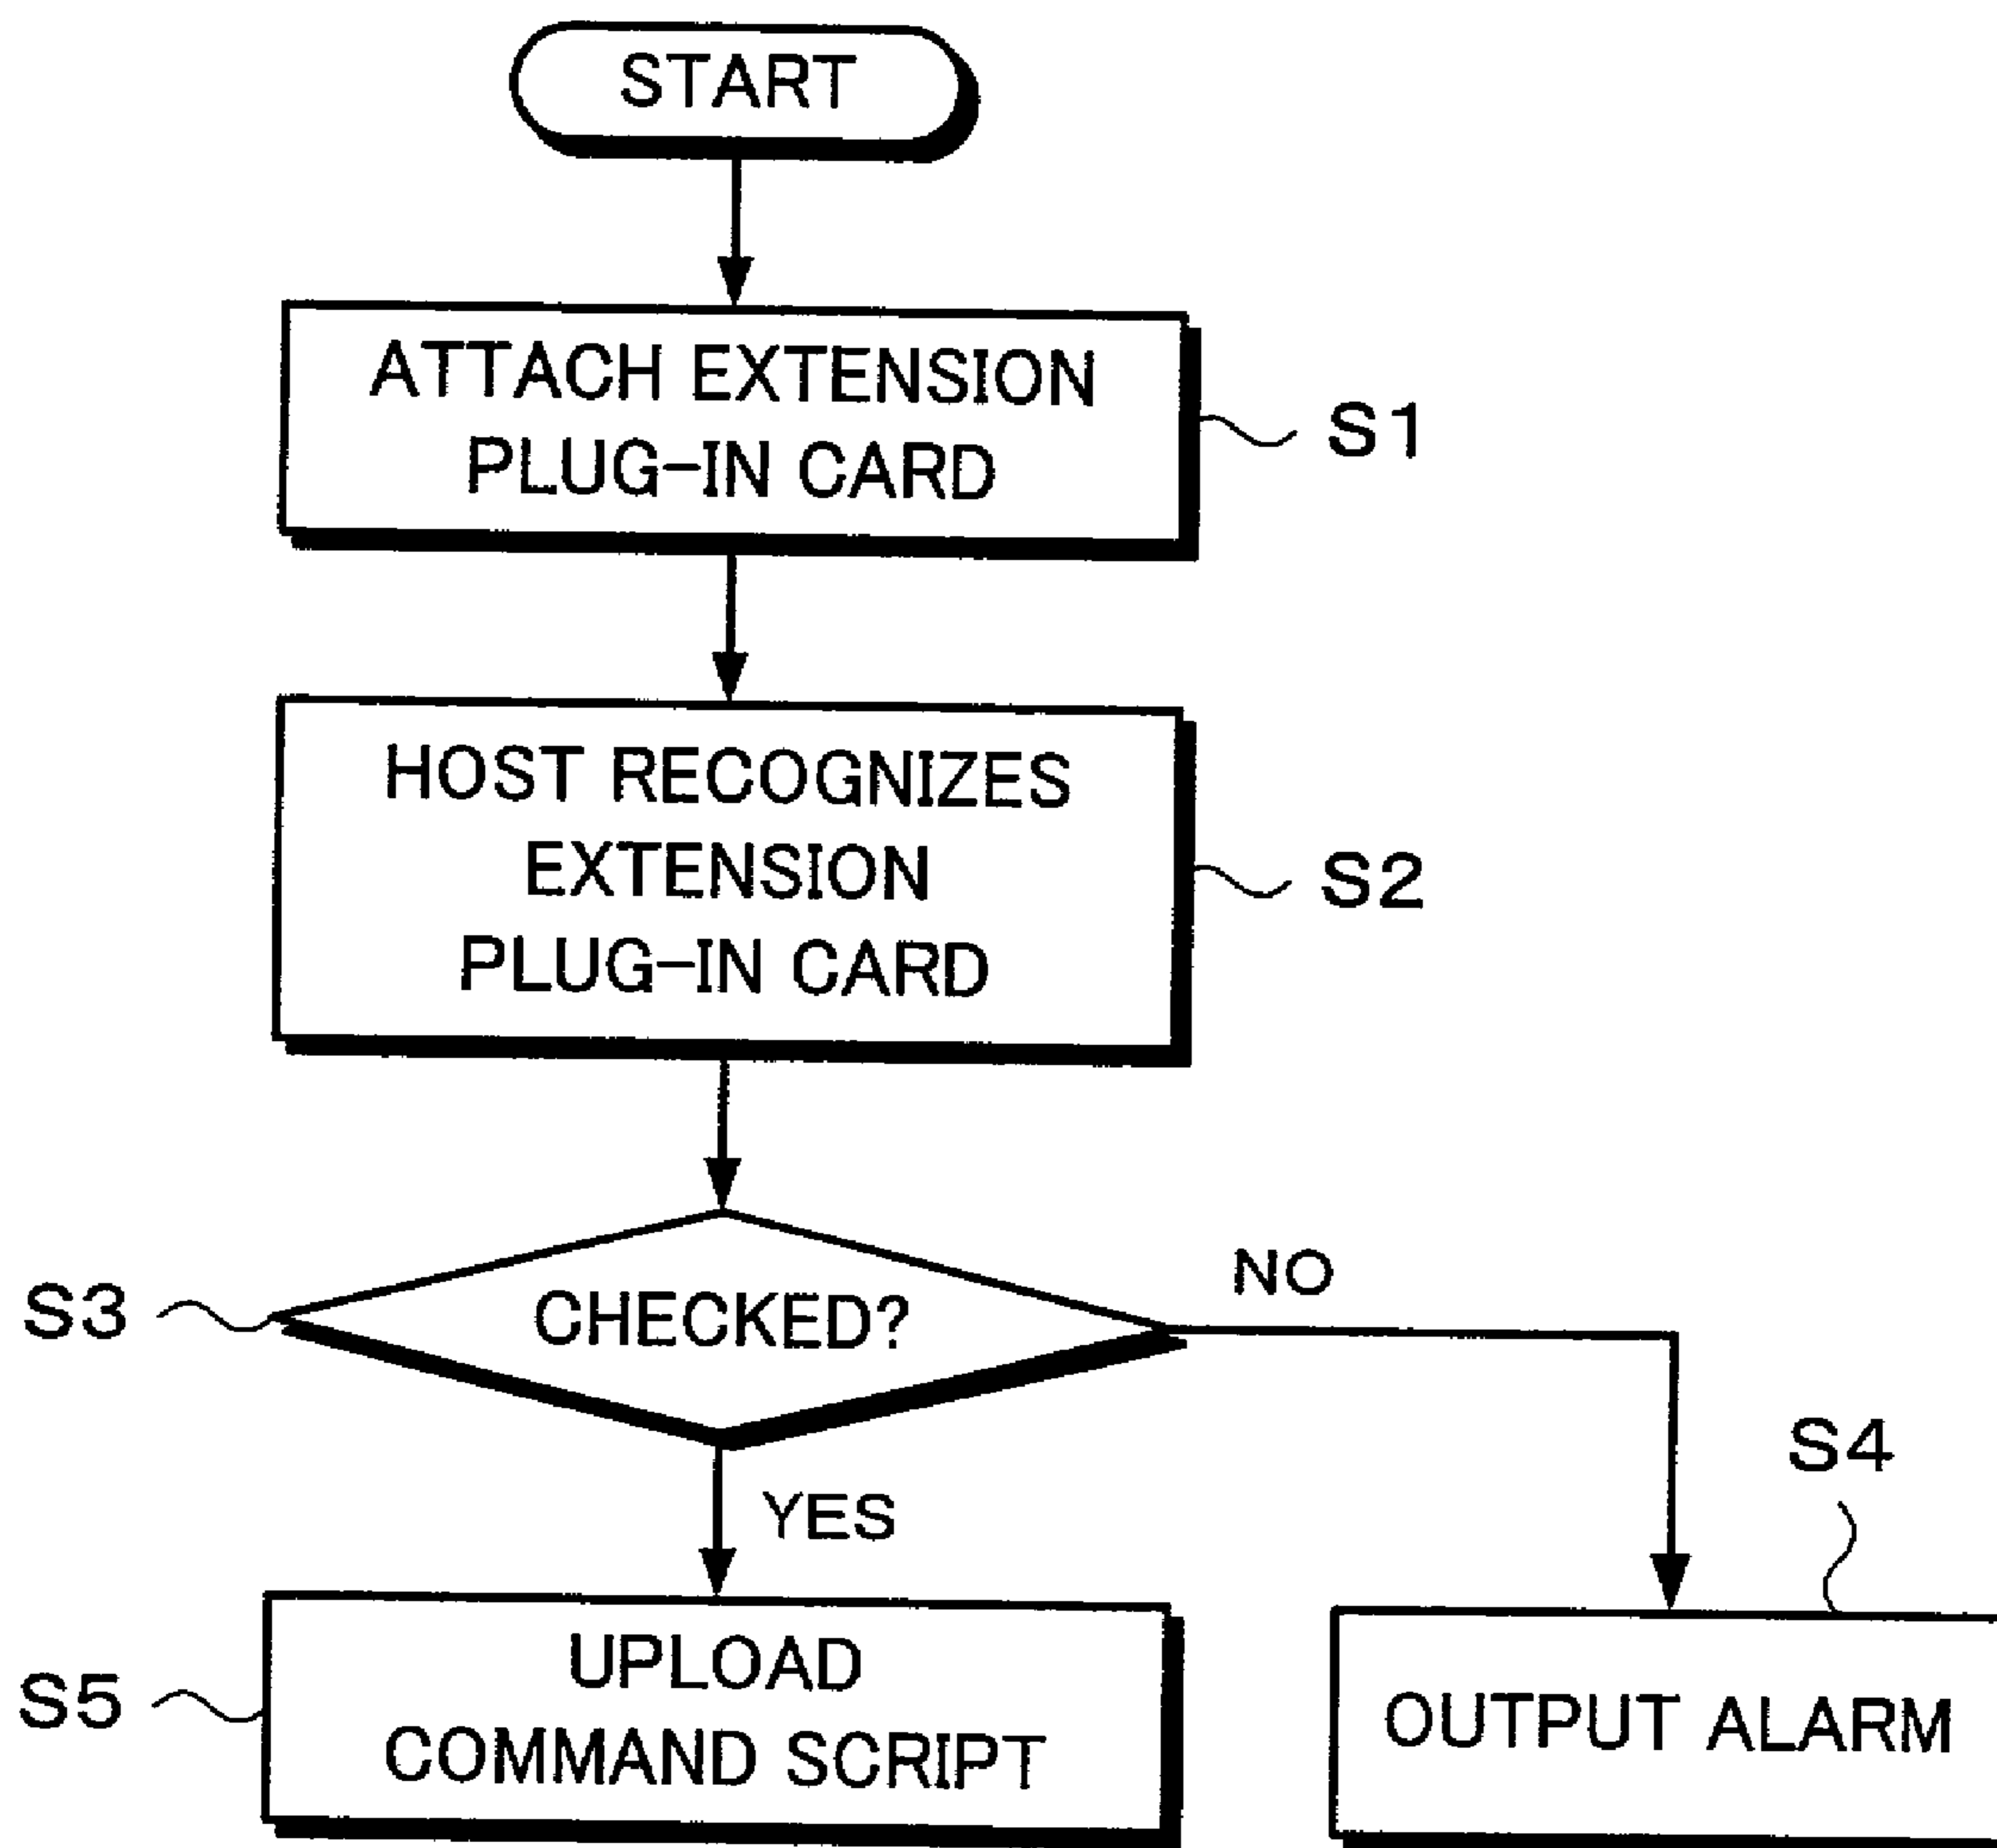 START
ATTACH EXTENSION
PLUG-IN CARD
S1
HOST RECOGNIZES
EXTENSION
PLUG-IN CARD
S2
S3
CHECKED?
NO
YES
S4
S5
UPLOAD
COMMAND SCRIPT
OUTPUT ALARM